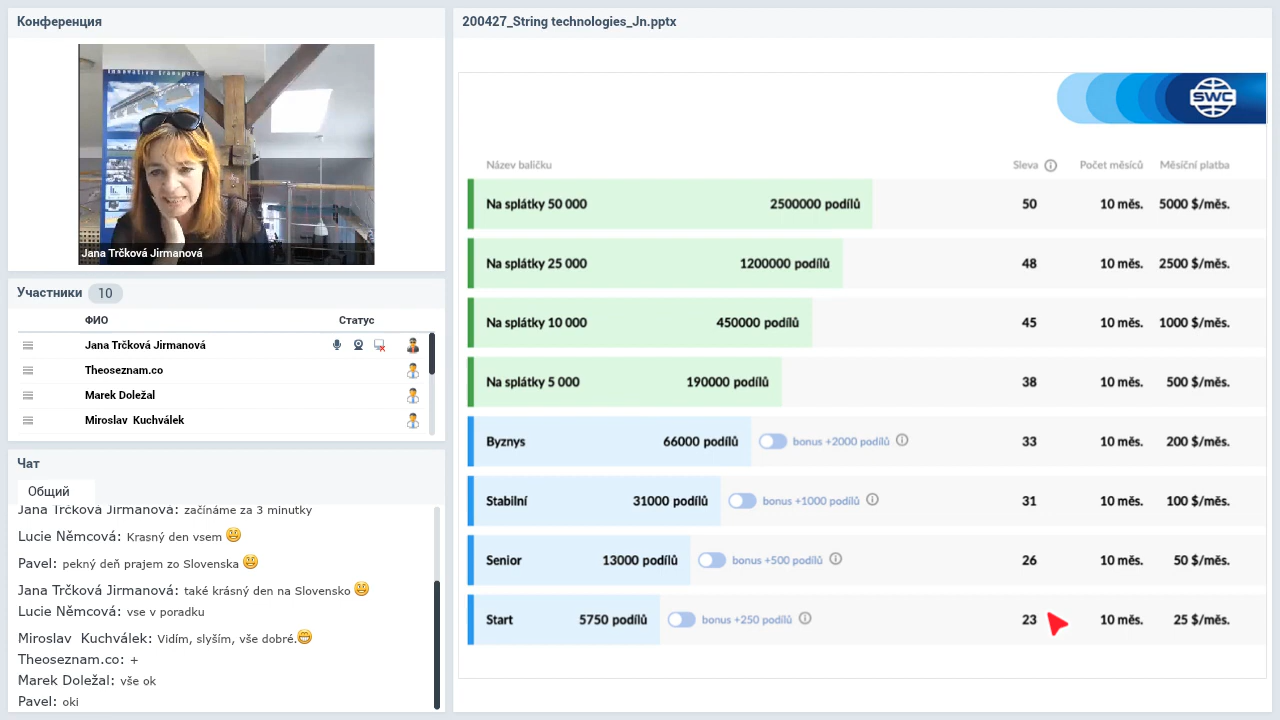 Конференция
innovative transport
Jana Trčková Jirmanová
Участники 10
ФИО Статус
Jana Trčková Jirmanová
Theoseznam.co
Marek Doležal
Miroslav Kuchválek
Чат
Общий
Jana Trčková Jirmanová: začínáme za 3 minutky
Lucie Němcová: Krasný den vsem
Pavel: pekný deň prajem zo Slovenska
Jana Trčková Jirmanová: také krásný den na Slovensko
Lucie Němcová: vse v poradku
Miroslav Kuchválek: Vidím, slyším, vše dobré.
Theoseznam.co: +
Marek Doležal: vše ok
Pavel: oki
200427_String technologies_Jn.pptx
SWC
Název balíčku Sleva Počet měsíců Měsíční platba
Na splátky 50 000 2500000 podílů 50 10 měs. 5000 $/měs.
Na splátky 25 000 1200000 podílů 48 10 měs. 2500 $/měs.
Na splátky 10 000 450000 podílů 45 10 měs. 1000 $/měs.
Na splátky 5 000 190000 podílů 38 10 měs. 500 $/měs.
Byznys 66000 podílů bonus +2000 podílů 33 10 měs. 200 $/měs.
Stabilní 31000 podílů bonus +1000 podílů 31 10 měs. 100 $/měs.
Senior 13000 podílů bonus +500 podílů 26 10 měs. 50 $/měs.
Start 5750 podílů bonus +250 podílů 23 10 měs. 25 $/měs.